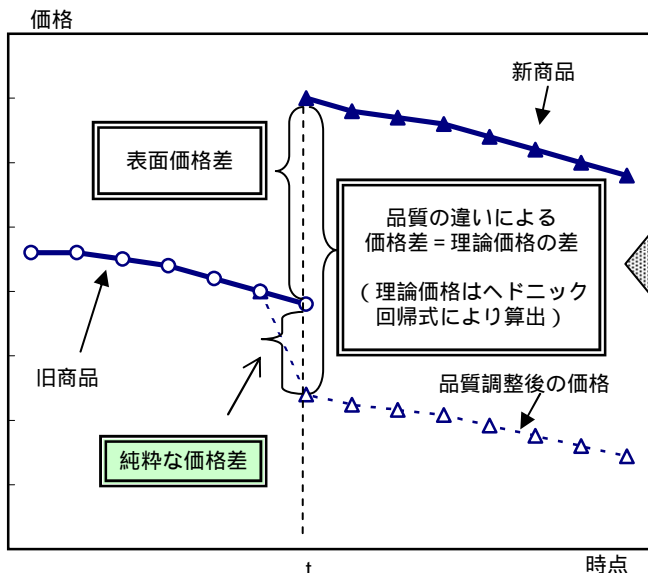 価格
新商品
表面価格差
品質の違いによる
価格差＝理論価格の差
（理論価格はヘドニック
回帰式により算出）
旧商品
品質調整後の価格
純粋な価格差
t
時点